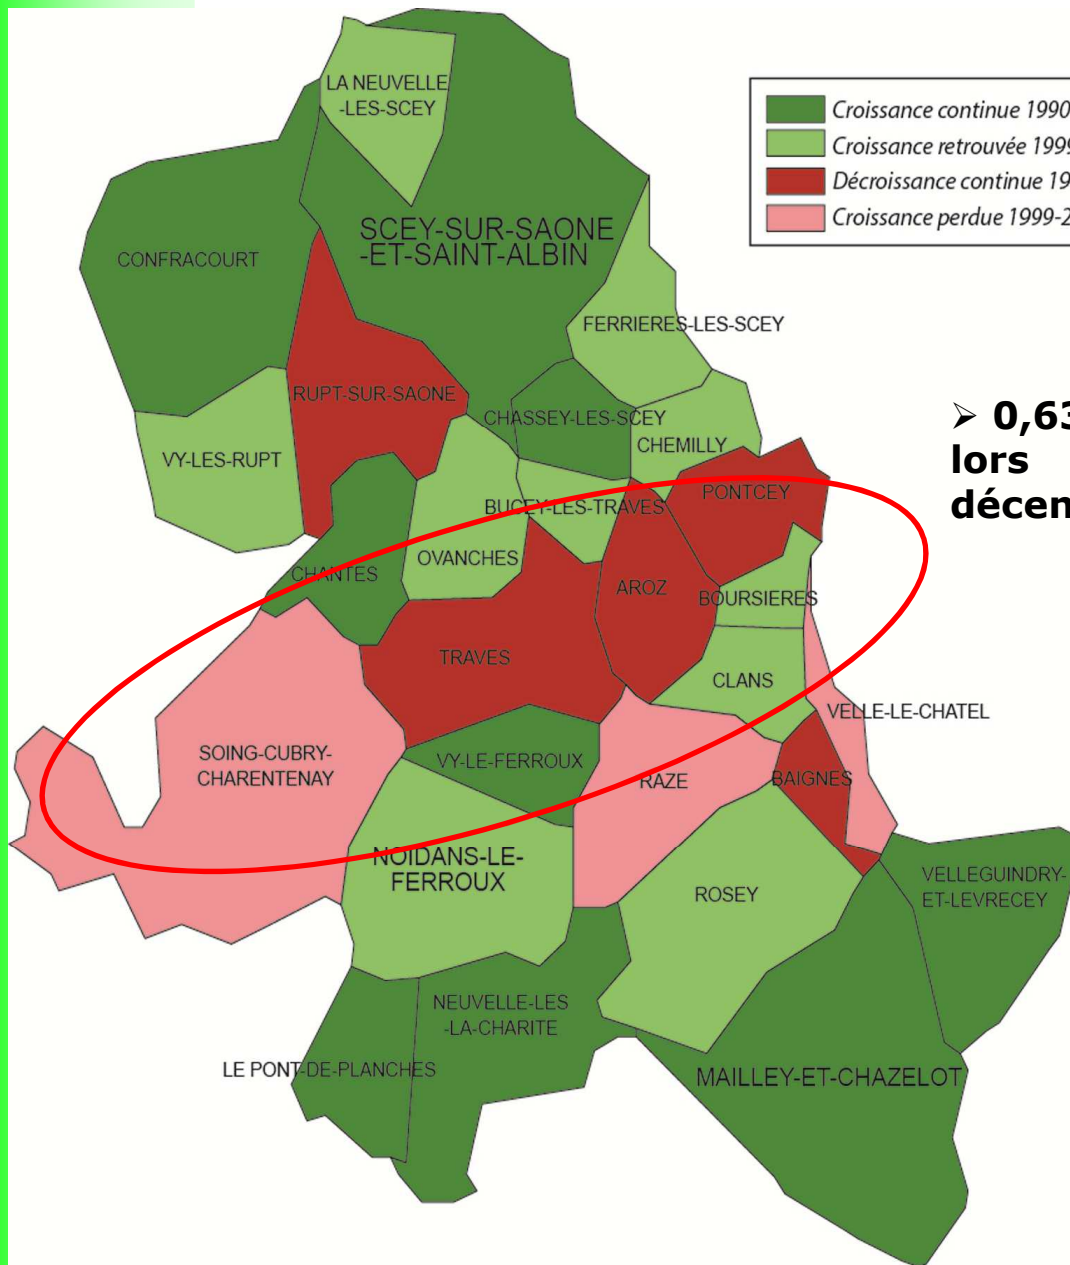 LA NEUVELLE
-LES-SCEY
Croissance continue 1990
Croissance retrouvée 1999
Décroissance continue 19
Croissance perdue 1999-2
SCEY-SUR-SAONE
-ET-SAINT-ALBIN
CONFRACOURT
FERRIERES-LES-SCEY
RUPT-SUR-SAONE
CHASSEY-LES-SCEY
CHEMILLY
VY-LES-RUPT
PONTCEY
BUCEY-LES-TRAVES
OVANCHES
CHANTES
AROZ
BOURSIERES
TRAVES
CLANS
VELLE-LE-CHATEL
SOING-CUBRY-
CHARENTENAY
VY-LE-FERROUX
RAZE
BAIGNES
NOIDANS-LE-
FERROUX
ROSEY
VELLEGUINDRY-
ET-LEVRECEY
NEUVELLE-LES
-LA-CHARITE
LE PONT-DE-PLANCHES
MAILLEY-ET-CHAZELOT
➢ 0,63
lors
décen